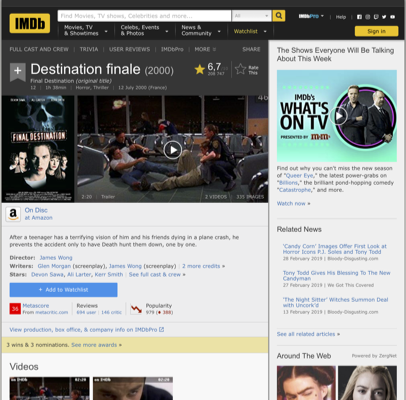 IMDb
Find Movies, TV shows, Celebrities and more...
All
IMDbPro
Help
Movies, TV
& Showtimes
Celebs, Events
& Photos
News &
Community
Watchlist
Sign in
FULL CAST AND CREW | TRIVIA | USER REVIEWS | IMDbPro | MORE
SHARE
Destination finale (2000)
Final Destination (original title)
12 | 1h 38min | Horror, Thriller | 12 July 2000 (France)
6,7
Rate
This
FINAL DESTINATION
2:20 | Trailer
2 VIDEOS
On Disc
at Amazon
After a teenager has a terrifying vision of him and his friends dying in a plane crash, he
prevents the accident only to have Death hunt them down, one by one.
Director: James Wong
Writers: Glen Morgan (screenplay), James Wong (screenplay) | 2 more credits »
Stars: Devon Sawa, Ali Larter, Kerr Smith | See full cast & crew »
+ Add to Watchlist
36
Metascore
From metacritic.com
Reviews
694 user | 146 critic
Popularity
View production, box office, & company info on IMDbPro
3 wins & 3 nominations. See more awards »
Videos
The Shows Everyone Will Be Talking
About This Week
IMDb's
WHAT'S
ON TV
PRESENTED BY
Find out why you can't miss the new season
of "Queer Eye," the latest power-grabs on
"Billions," the brilliant pond-hopping comedy
"Catastrophe," and more.
Watch now »
Related News
'Candy Corn' Images Offer First Look at
Horror Icons P.J. Soles and Tony Todd
28 February 2019 | Bloody-Disgusting.com
Tony Todd Gives His Blessing To The New
Candyman
27 February 2019 | We Got This Covered
'The Night Sitter' Witches Summon Deal
with Uncork'd
13 February 2019 | Bloody-Disgusting.com
See all related articles »
Around The Web
Powered by ZergNet